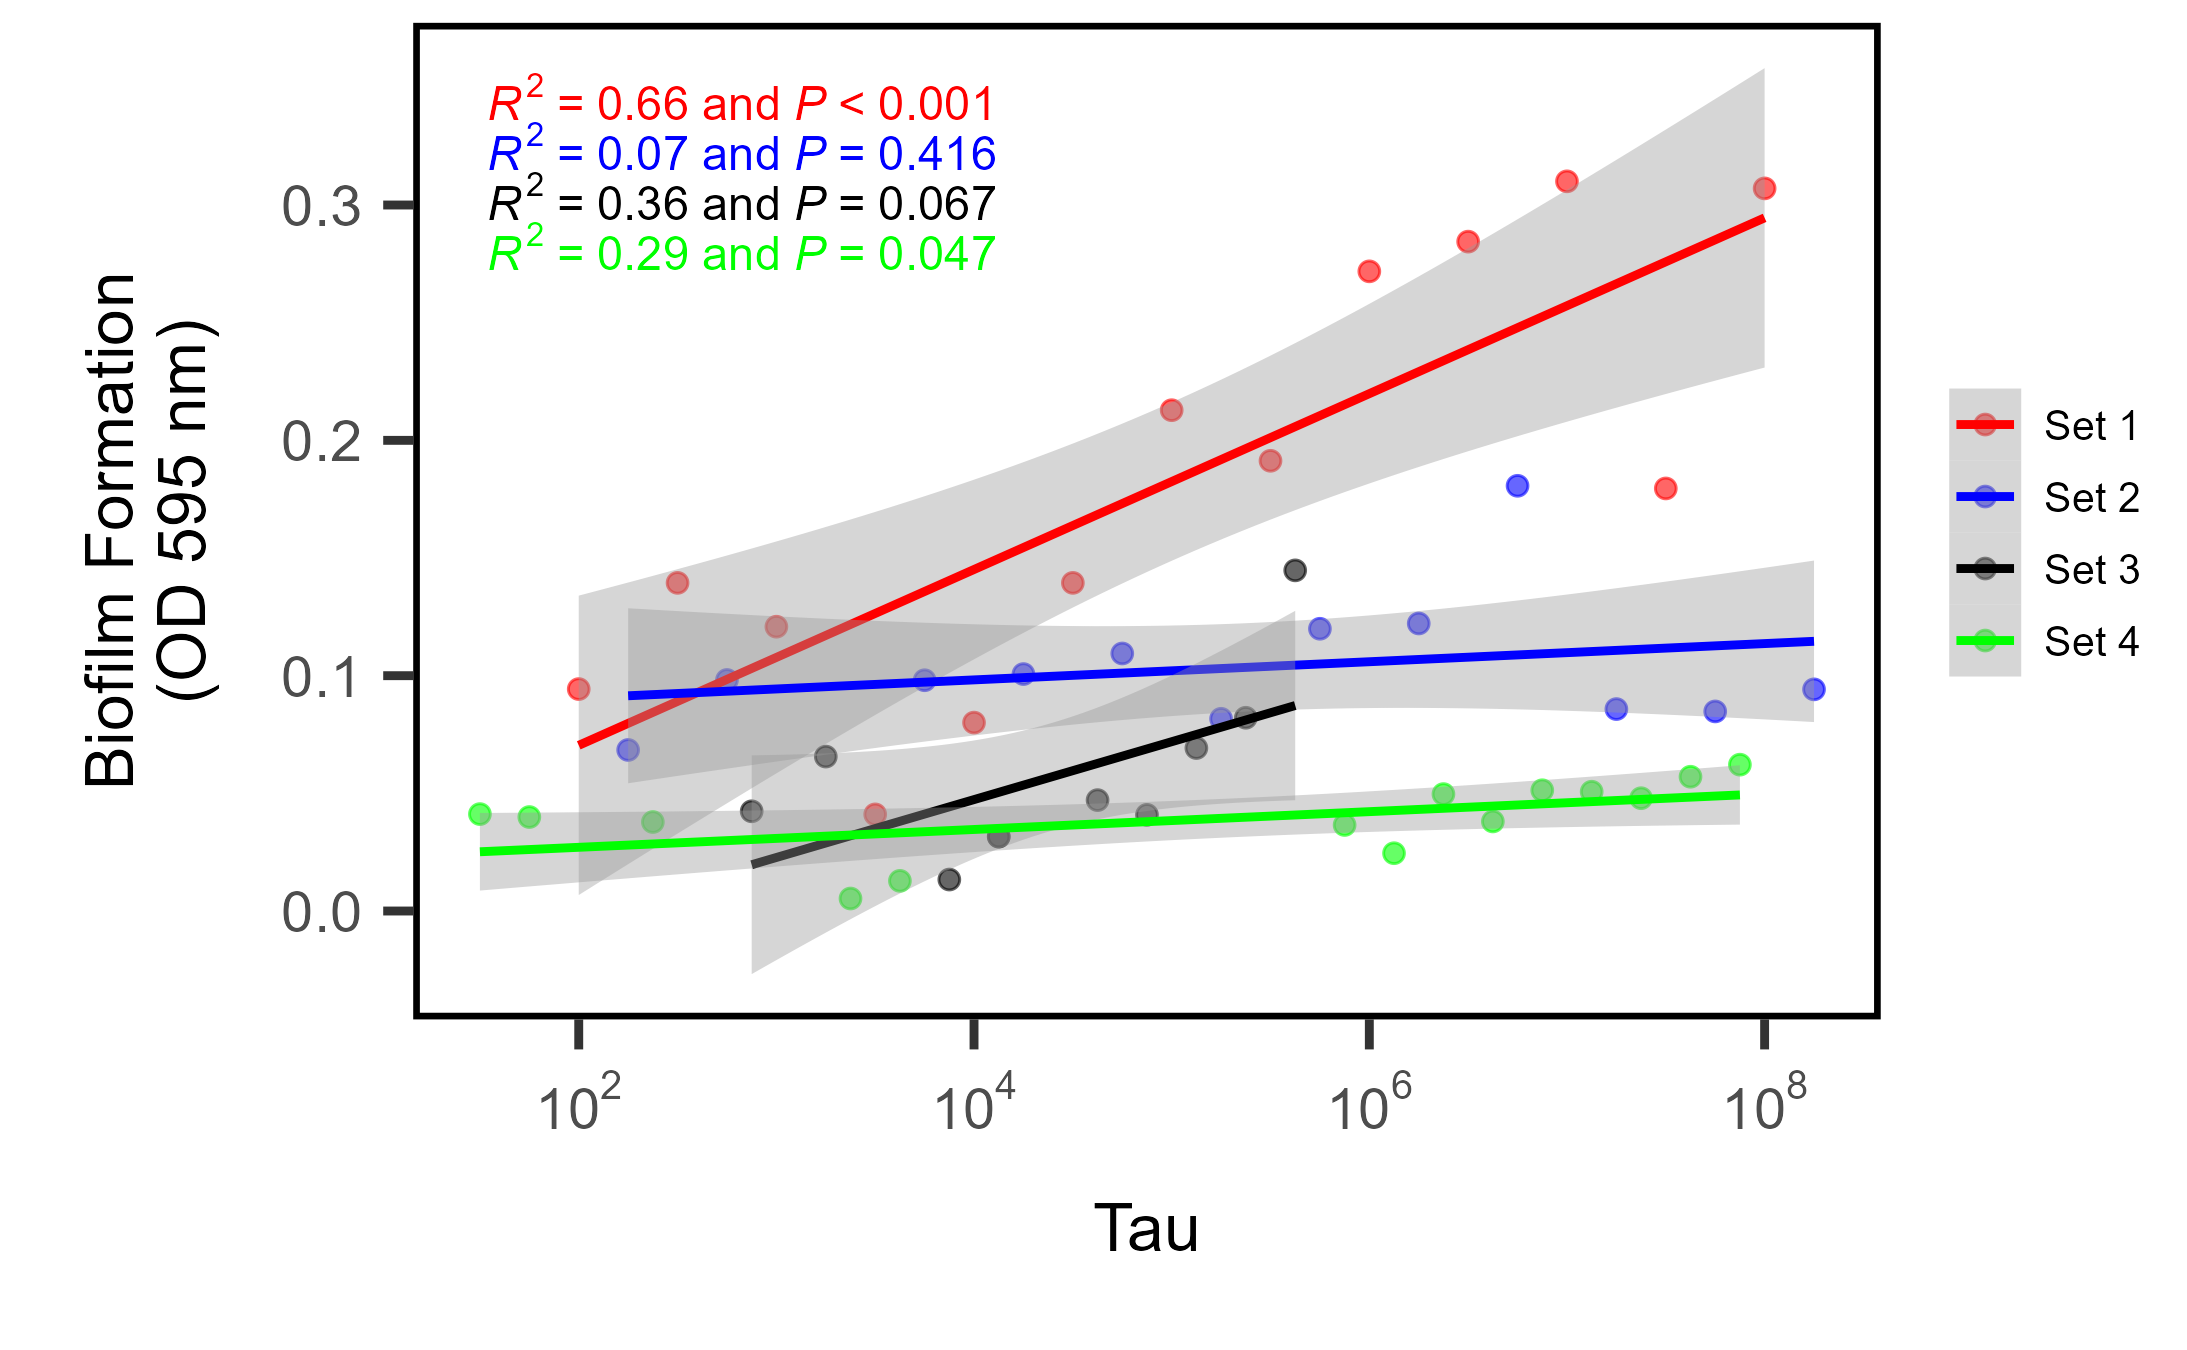 R² = 0.66 and P < 0.001
R² = 0.07 and P = 0.416
R² = 0.36 and P = 0.067
R² = 0.29 and P = 0.047
Biofilm Formation
(OD 595 nm)
0.3
0.2
0.1
0.0
10² 10⁴ 10⁶ 10⁸
Tau
Set 1
Set 2
Set 3
Set 4